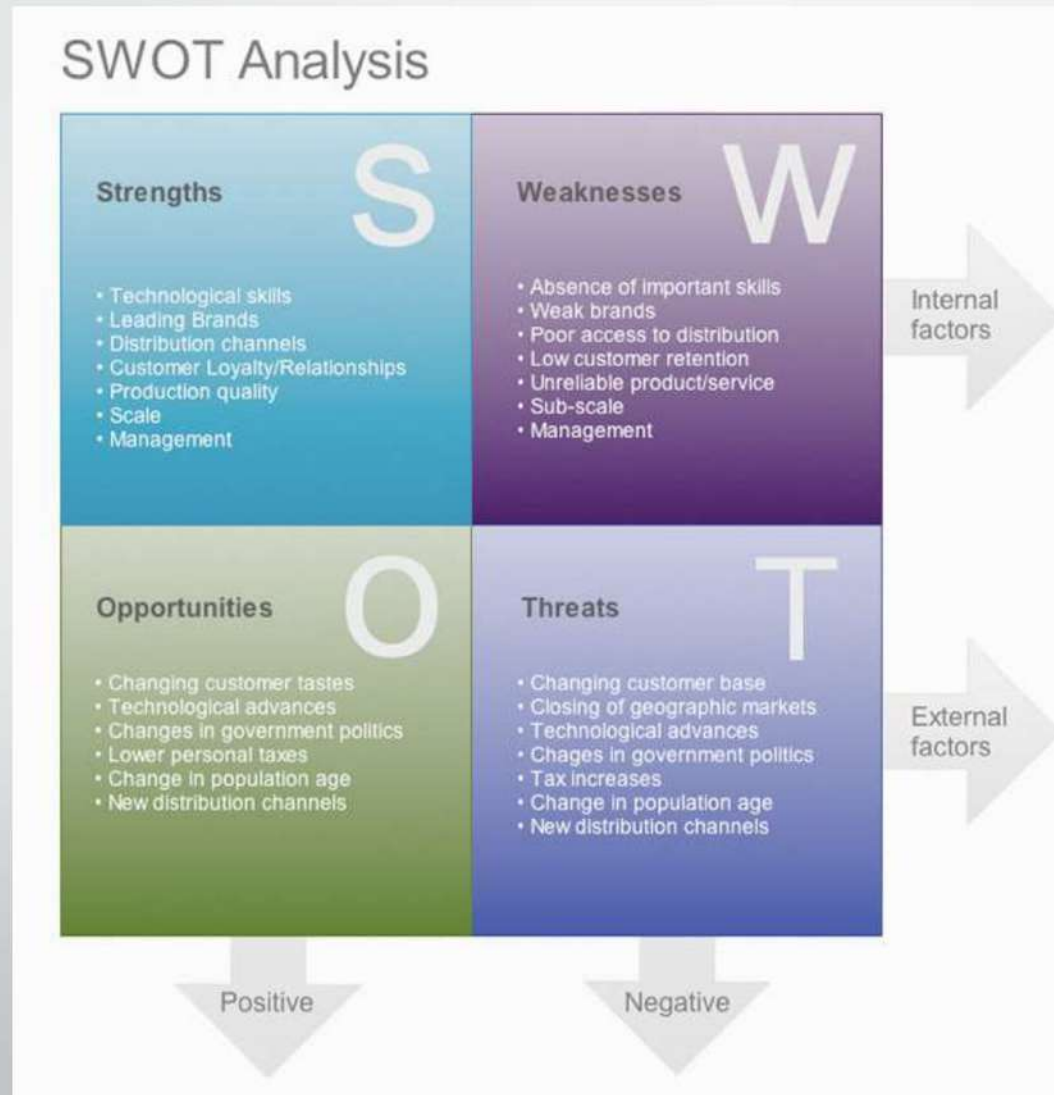 SWOT Analysis
Strengths
S
• Technological skills
• Leading Brands
• Distribution channels
• Customer Loyalty/Relationships
• Production quality
• Scale
• Management
Weaknesses
W
• Absence of important skills
• Weak brands
• Poor access to distribution
• Low customer retention
• Unreliable product/service
• Sub-scale
• Management
Internal
factors
Opportunities
O
• Changing customer tastes
• Technological advances
• Changes in government politics
• Lower personal taxes
• Change in population age
• New distribution channels
Threats
T
• Changing customer base
• Closing of geographic markets
• Technological advances
• Chages in government politics
• Tax increases
• Change in population age
• New distribution channels
External
factors
Positive
Negative